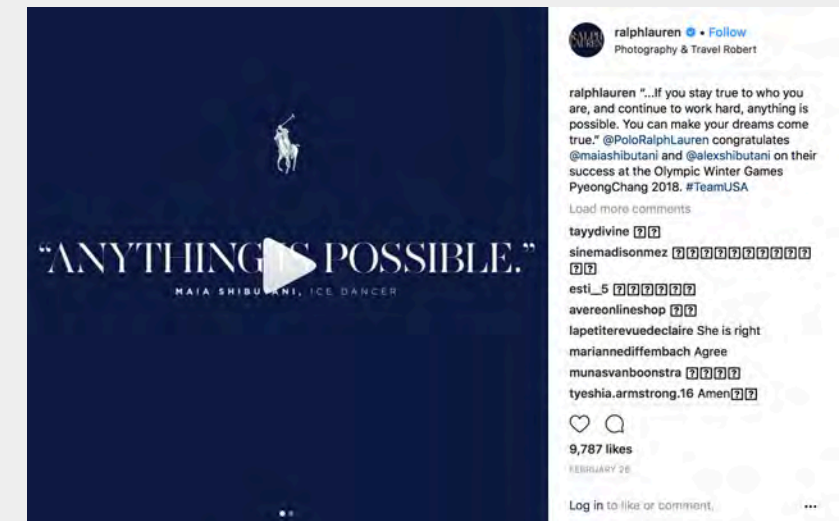 “ANYTHING IS POSSIBLE.”
MAIA SHIBUTANI, ICE DANCER
RALPH
LAUREN
ralphlauren • Follow
Photography & Travel Robert
ralphlauren “...If you stay true to who you
are, and continue to work hard, anything is
possible. You can make your dreams come
true.” @PoloRalphLauren congratulates
@maiashibutani and @alexshibutani on their
success at the Olympic Winter Games
PyeongChang 2018. #TeamUSA
Load more comments
tayydivine
sinemadisonmez
esti_5
avereonlineshop
lapetiterevuedeclaire She is right
mariannediffembach Agree
munasvanboonstra
tyeshia.armstrong.16 Amen
9,787 likes
FEBRUARY 26
Log in to like or comment.